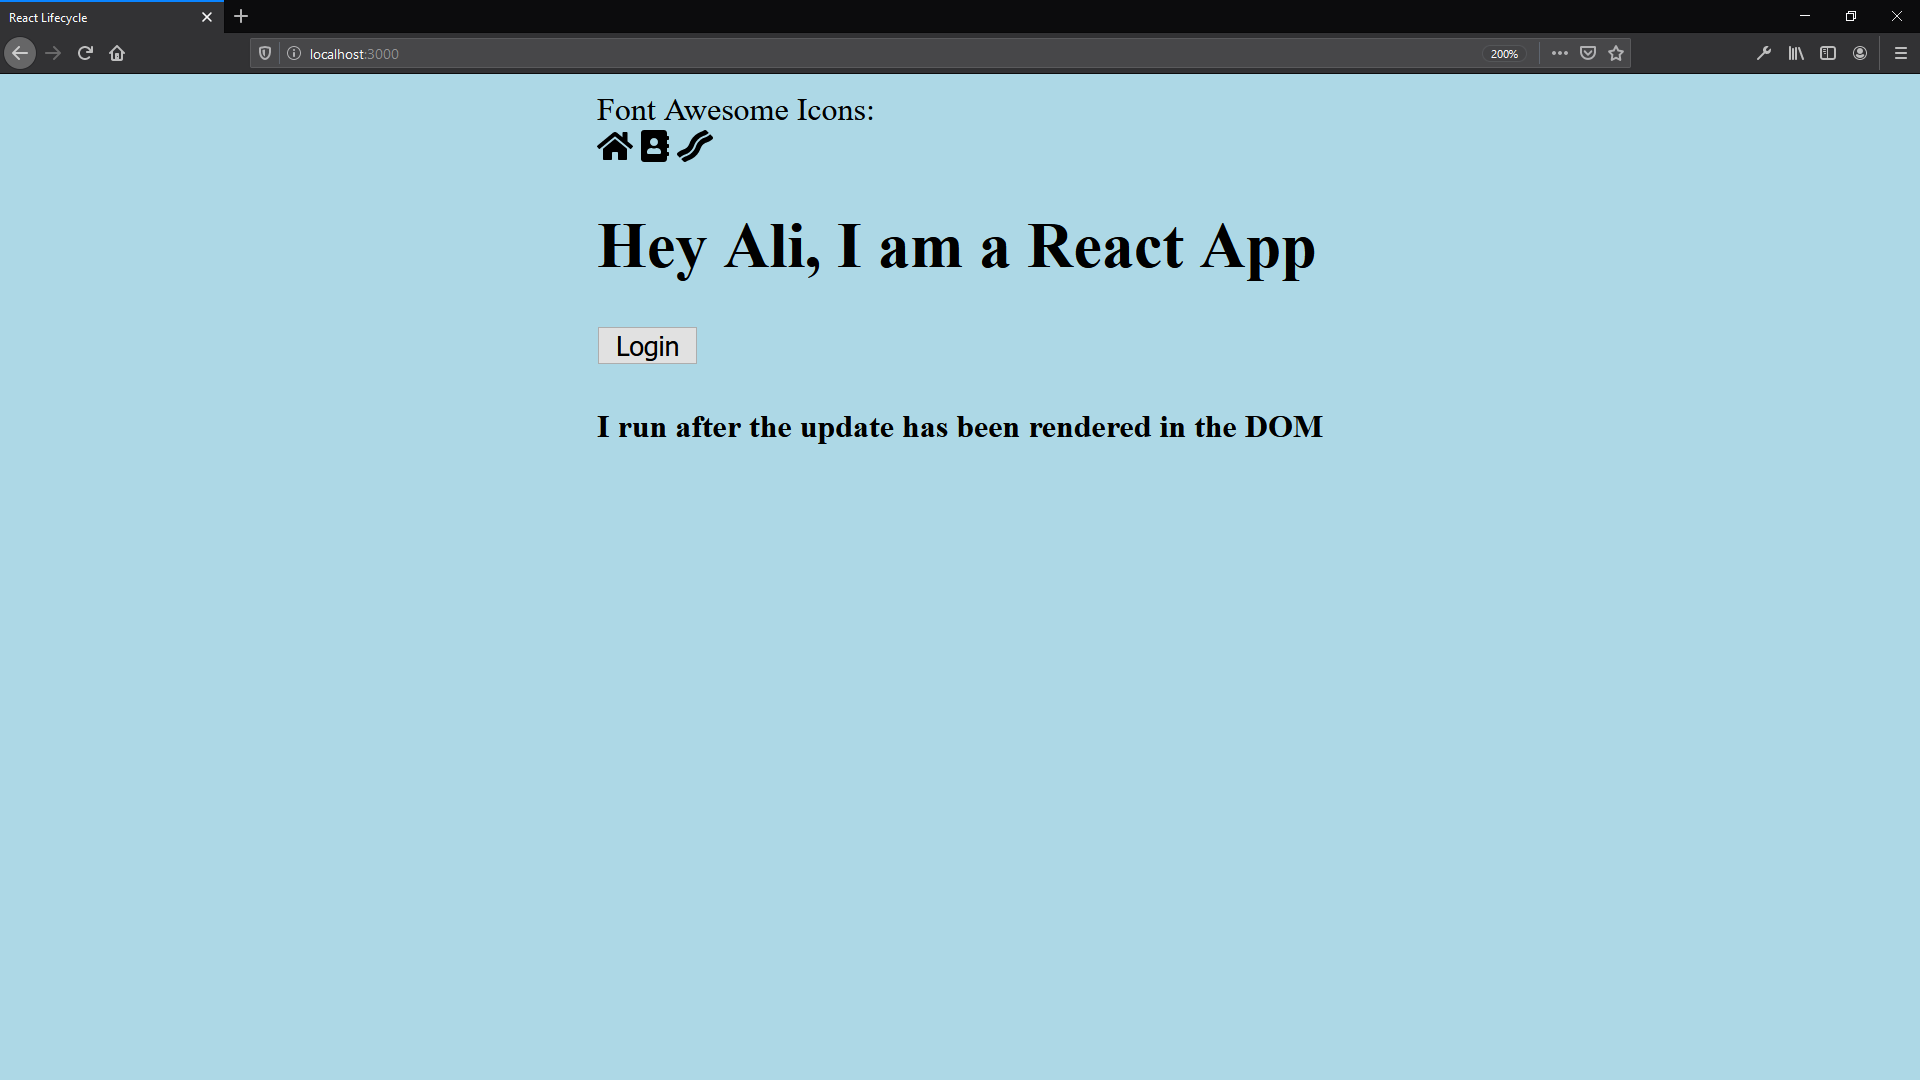 React Lifecycle
localhost:3000
200%
Font Awesome Icons:
Hey Ali, I am a React App
Login
I run after the update has been rendered in the DOM